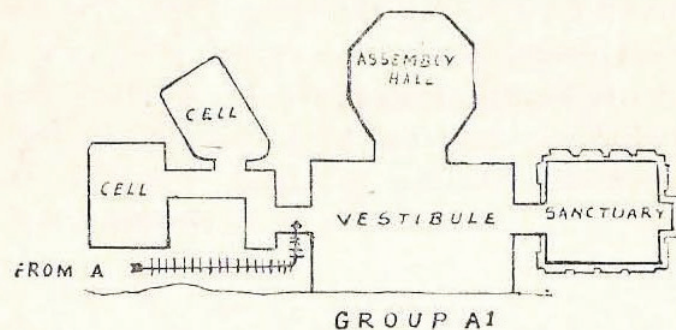 ASSEMBLY
HALL
CELL
CELL
VESTIBULE
SANCTUARY
FROM A
GROUP A1